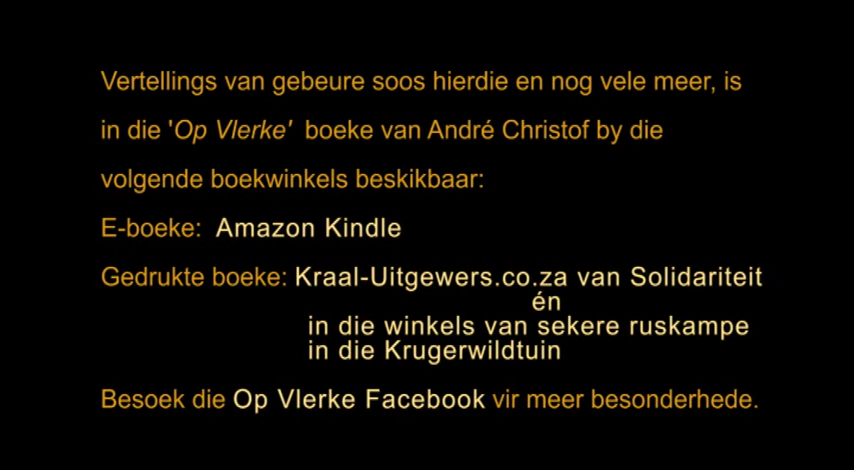 Vertellings van gebeure soos hierdie en nog vele meer, is
in die 'Op Vlerke' boeke van André Christof by die
volgende boekwinkels beskikbaar:
E-boeke: Amazon Kindle
Gedrukte boeke: Kraal-Uitgewers.co.za van Solidariteit
én
in die winkels van sekere ruskampe
in die Krugerwildtuin
Besoek die Op Vlerke Facebook vir meer besonderhede.